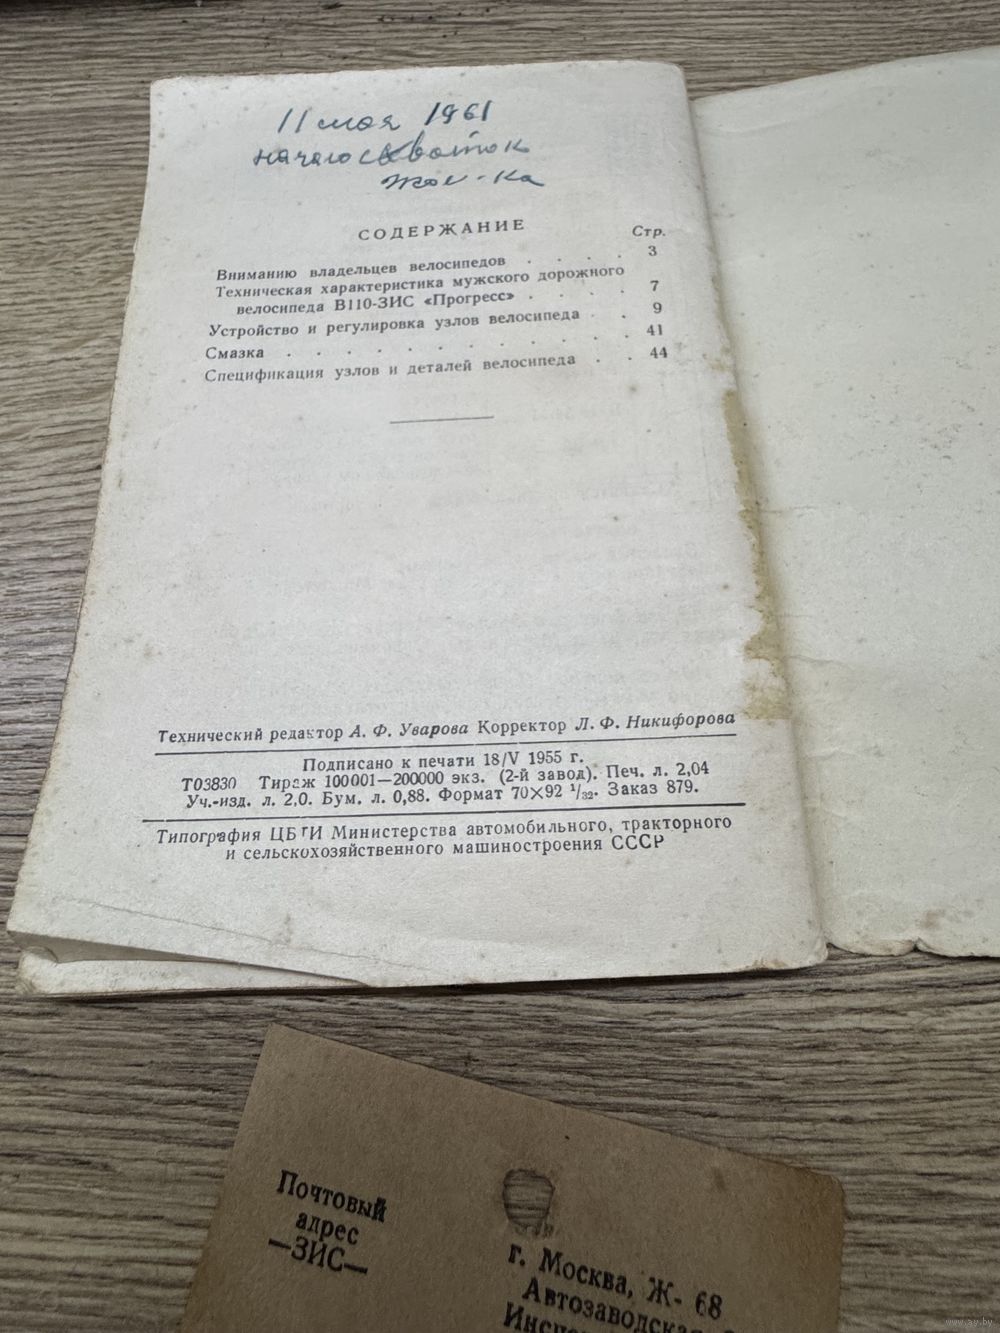 11 мая 1961
СОДЕРЖАНИЕ
Стр.
Вниманию владельцев велосипедов . . . . 3
Техническая характеристика мужского дорожного
велосипеда В110-ЗИС «Прогресс» . . . . 7
Устройство и регулировка узлов велосипеда . . 9
Смазка . . . . . . . . . . . . 41
Спецификация узлов и деталей велосипеда . . 44
Технический редактор А. Ф. Уварова Корректор Л. Ф. Никифорова
Подписано к печати 18/V 1955 г.
Т03830 Тираж 100001—200000 экз. (2-й завод). Печ. л. 2,04
Уч.-изд. л. 2,0. Бум. л. 0,88. Формат 70×92 1/32. Заказ 879.
Типография ЦБТИ Министерства автомобильного, тракторного
и сельскохозяйственного машиностроения СССР
Почтовый
адрес
—ЗИС—
г. Москва, Ж- 68
Автозаводская
www.ay.by